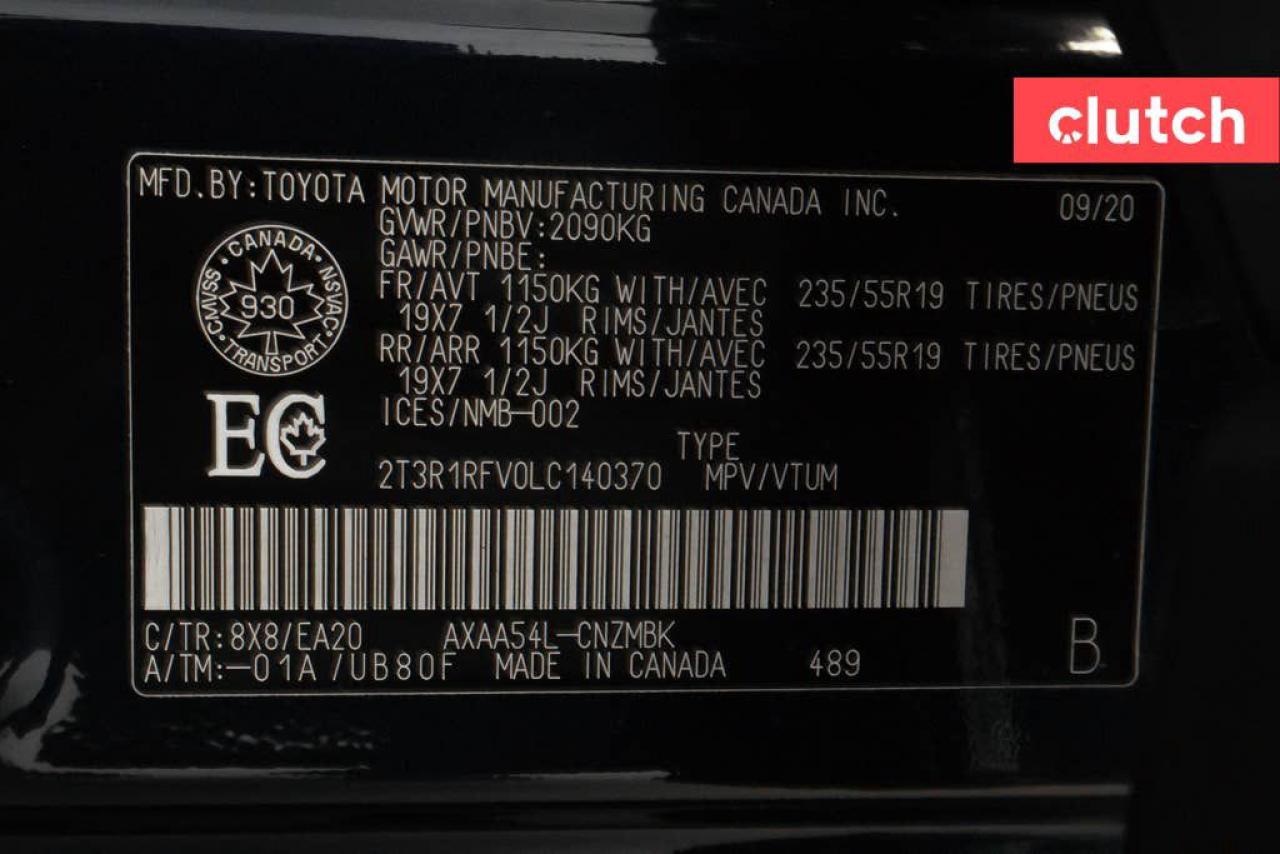 clutch
MFD.BY:TOYOTA MOTOR MANUFACTURING CANADA INC. 09/20
GVWR/PNBV:2090KG
GAWR/PNBE:
FR/AVT 1150KG WITH/AVEC 235/55R19 TIRES/PNEUS
19X7 1/2J RIMS/JANTES
RR/ARR 1150KG WITH/AVEC 235/55R19 TIRES/PNEUS
19X7 1/2J RIMS/JANTES
ICES/NMB-002
CANADA · NSVAC · TRANSPORT · CMVSS ·
930
EC
TYPE
2T3R1RFV0LC140370 MPV/VTUM
C/TR:8X8/EA20 AXAA54L-CNZMBK
A/TM:-01A/UB80F MADE IN CANADA 489
B